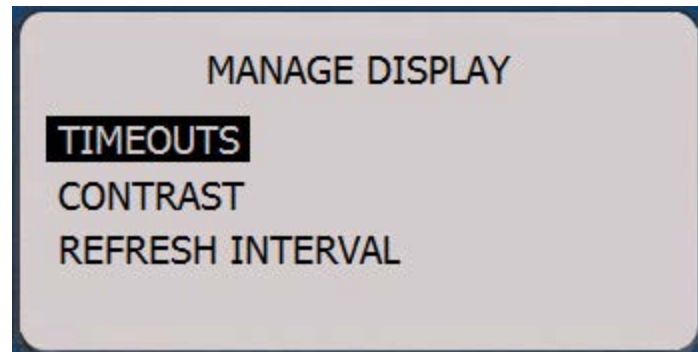 MANAGE DISPLAY
TIMEOUTS
CONTRAST
REFRESH INTERVAL